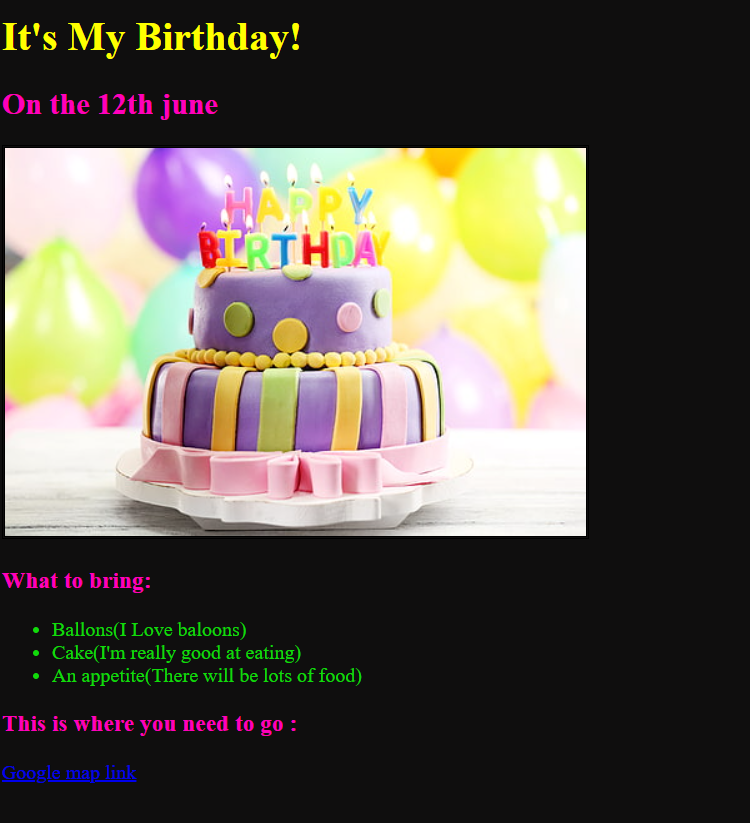 It's My Birthday!
On the 12th june
HAPPY
BIRTHDAY
What to bring:
Ballons(I Love baloons)
Cake(I'm really good at eating)
An appetite(There will be lots of food)
This is where you need to go :
Google map link